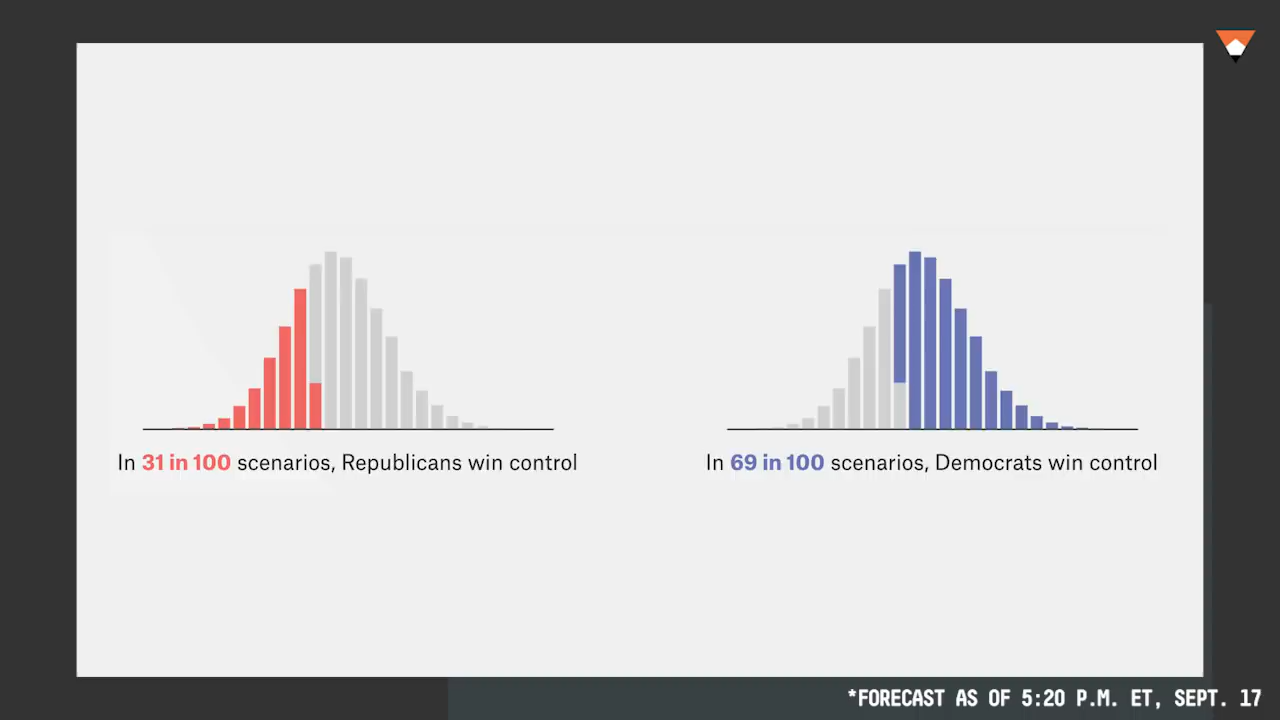 In 31 in 100 scenarios, Republicans win control
In 69 in 100 scenarios, Democrats win control
*FORECAST AS OF 5:20 P.M. ET, SEPT. 17